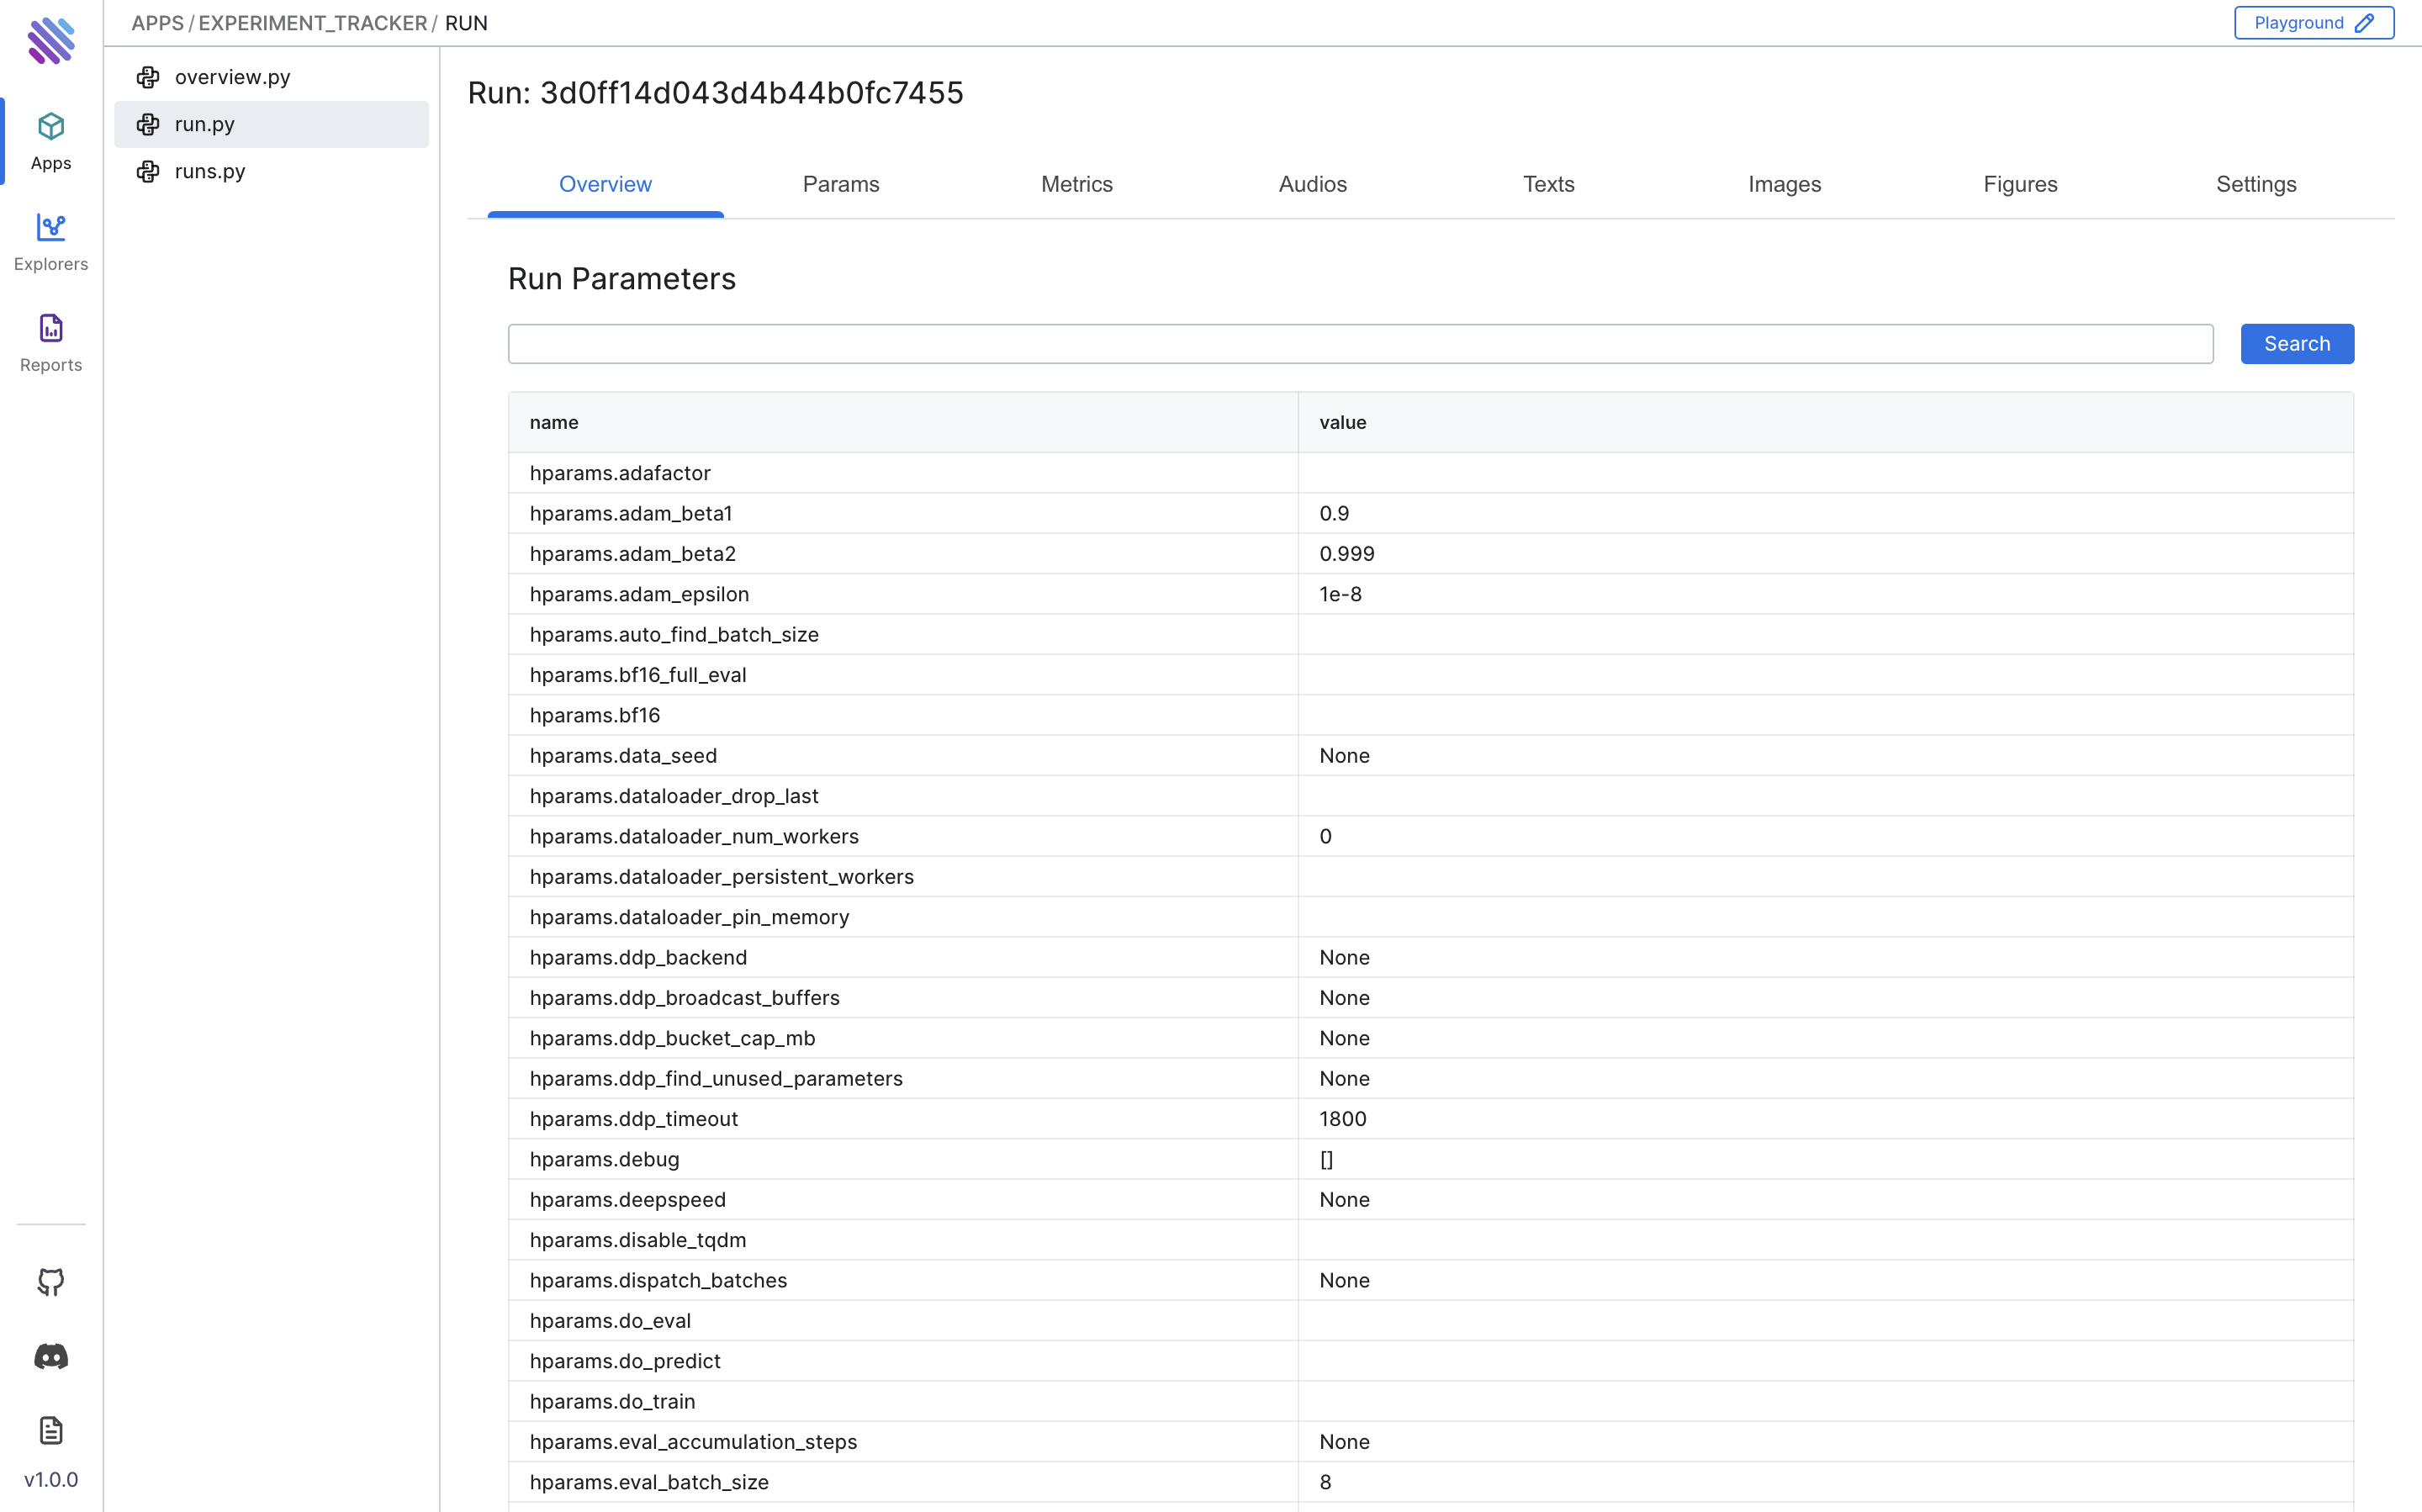 APPS / EXPERIMENT_TRACKER / RUN
Playground
Apps
Explorers
Reports
v1.0.0
overview.py
run.py
runs.py
Run: 3d0ff14d043d4b44b0fc7455
Overview Params Metrics Audios Texts Images Figures Settings
Run Parameters
Search
name value
hparams.adafactor
hparams.adam_beta1 0.9
hparams.adam_beta2 0.999
hparams.adam_epsilon 1e-8
hparams.auto_find_batch_size
hparams.bf16_full_eval
hparams.bf16
hparams.data_seed None
hparams.dataloader_drop_last
hparams.dataloader_num_workers 0
hparams.dataloader_persistent_workers
hparams.dataloader_pin_memory
hparams.ddp_backend None
hparams.ddp_broadcast_buffers None
hparams.ddp_bucket_cap_mb None
hparams.ddp_find_unused_parameters None
hparams.ddp_timeout 1800
hparams.debug []
hparams.deepspeed None
hparams.disable_tqdm
hparams.dispatch_batches None
hparams.do_eval
hparams.do_predict
hparams.do_train
hparams.eval_accumulation_steps None
hparams.eval_batch_size 8